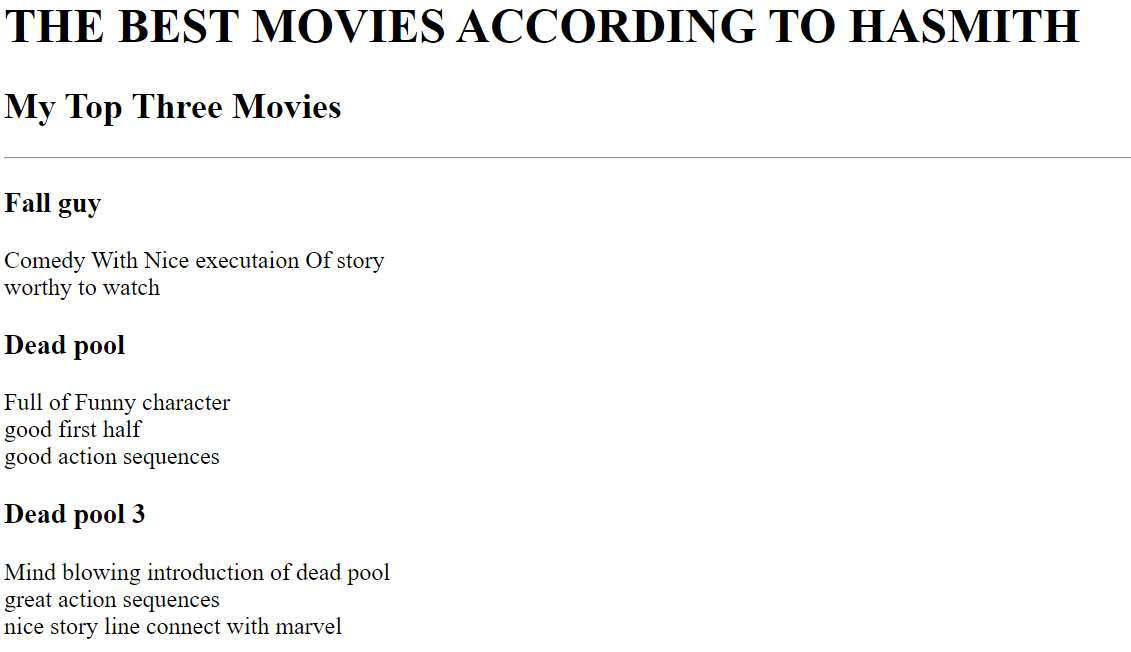 THE BEST MOVIES ACCORDING TO HASMITH
My Top Three Movies
Fall guy
Comedy With Nice executaion Of story
worthy to watch
Dead pool
Full of Funny character
good first half
good action sequences
Dead pool 3
Mind blowing introduction of dead pool
great action sequences
nice story line connect with marvel